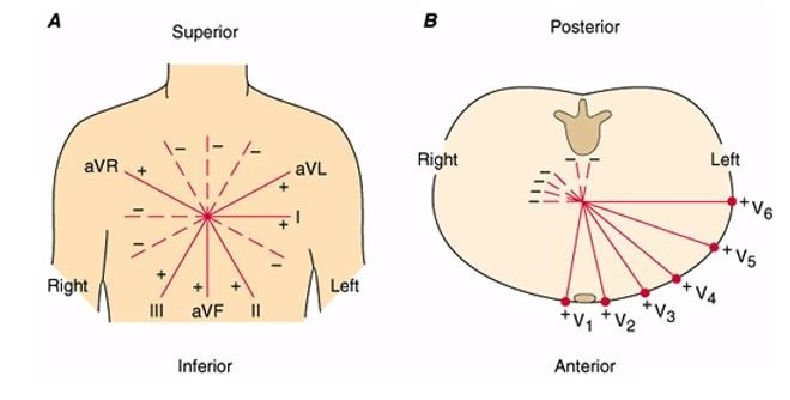 A
Superior
aVR
+
−
−
−
aVL
+
−
I
+
−
−
+
+
+
Right
Left
III
aVF
II
Inferior
B
Posterior
Right
Left
−
−
−
−
−
−
+V6
+V5
+V4
+V3
+V1
+V2
Anterior